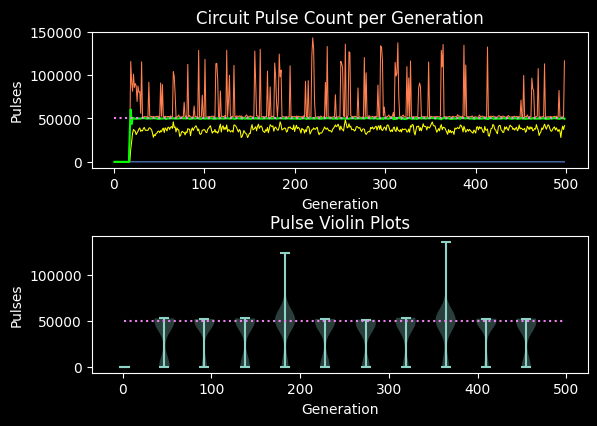 Circuit Pulse Count per Generation
150000
100000
50000
0
Pulses
0 100 200 300 400 500
Generation
Pulse Violin Plots
100000
50000
0
Pulses
0 100 200 300 400 500
Generation